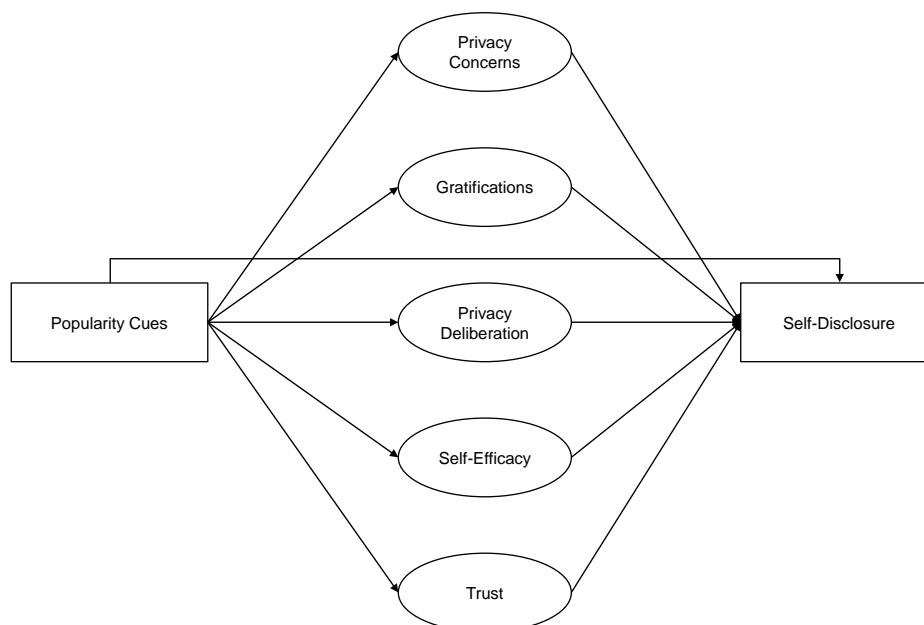 Privacy
Concerns
Gratifications
Popularity Cues
Privacy
Deliberation
Self-Disclosure
Self-Efficacy
Trust